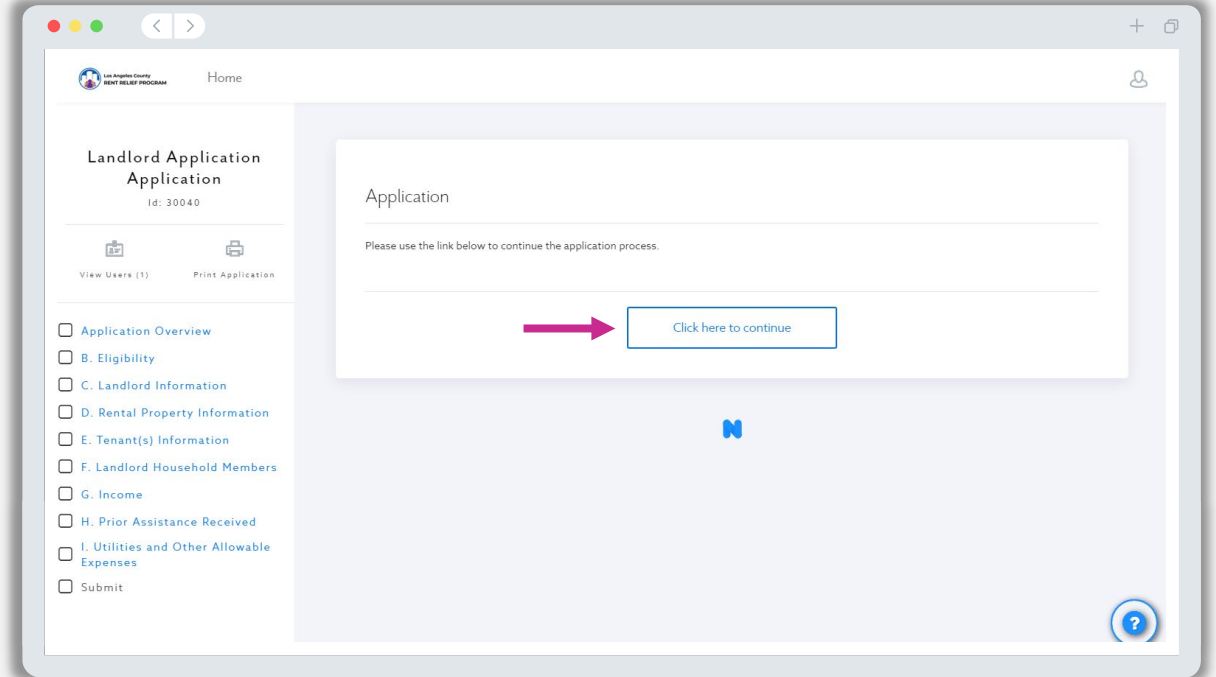 Los Angeles County
RENT RELIEF PROGRAM
Home
Landlord Application
Application
Id: 30040
View Users (1)
Print Application
Application Overview
B. Eligibility
C. Landlord Information
D. Rental Property Information
E. Tenant(s) Information
F. Landlord Household Members
G. Income
H. Prior Assistance Received
I. Utilities and Other Allowable
Expenses
Submit
Application
Please use the link below to continue the application process.
Click here to continue
N
?